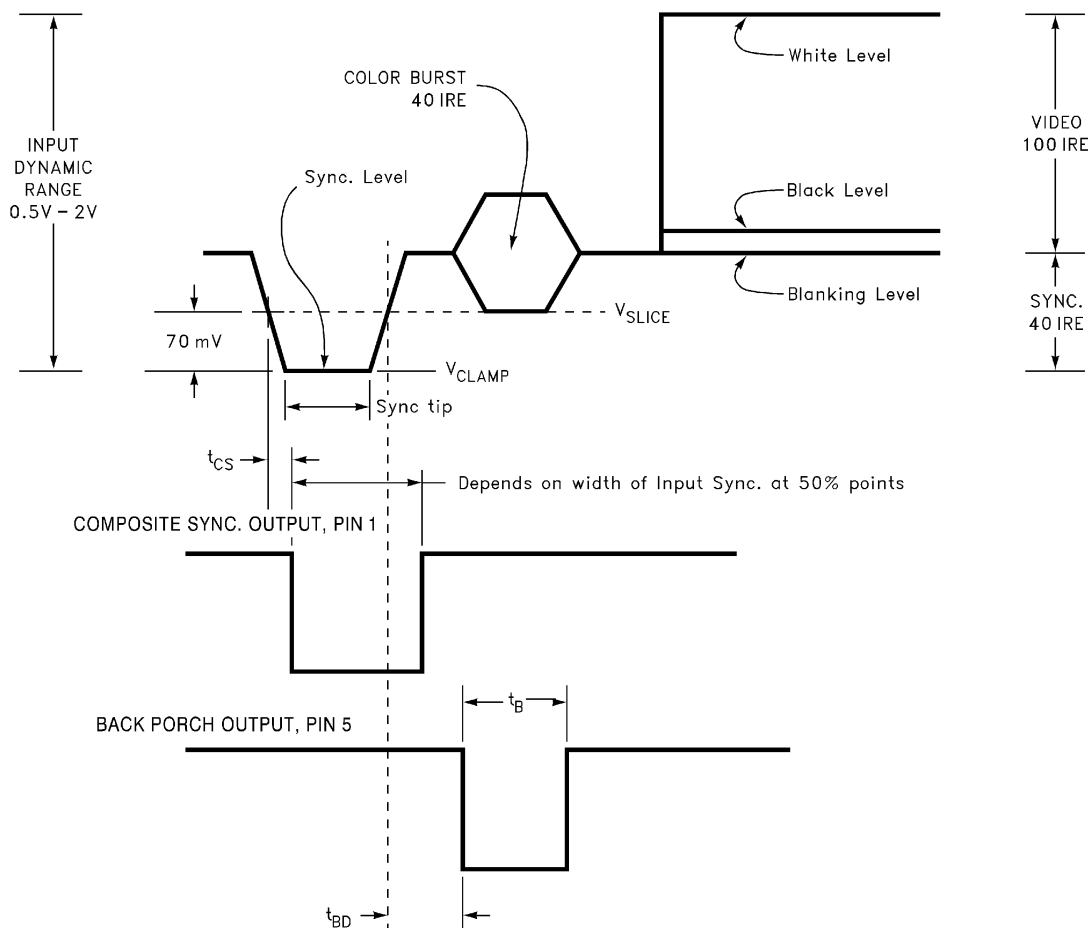 White Level
COLOR BURST
40 IRE
INPUT
DYNAMIC
RANGE
0.5V – 2V
VIDEO
100 IRE
Sync. Level
Black Level
Blanking Level
V_SLICE
SYNC.
40 IRE
70 mV
V_CLAMP
Sync tip
t_CS
Depends on width of Input Sync. at 50% points
COMPOSITE SYNC. OUTPUT, PIN 1
t_B
BACK PORCH OUTPUT, PIN 5
t_BD